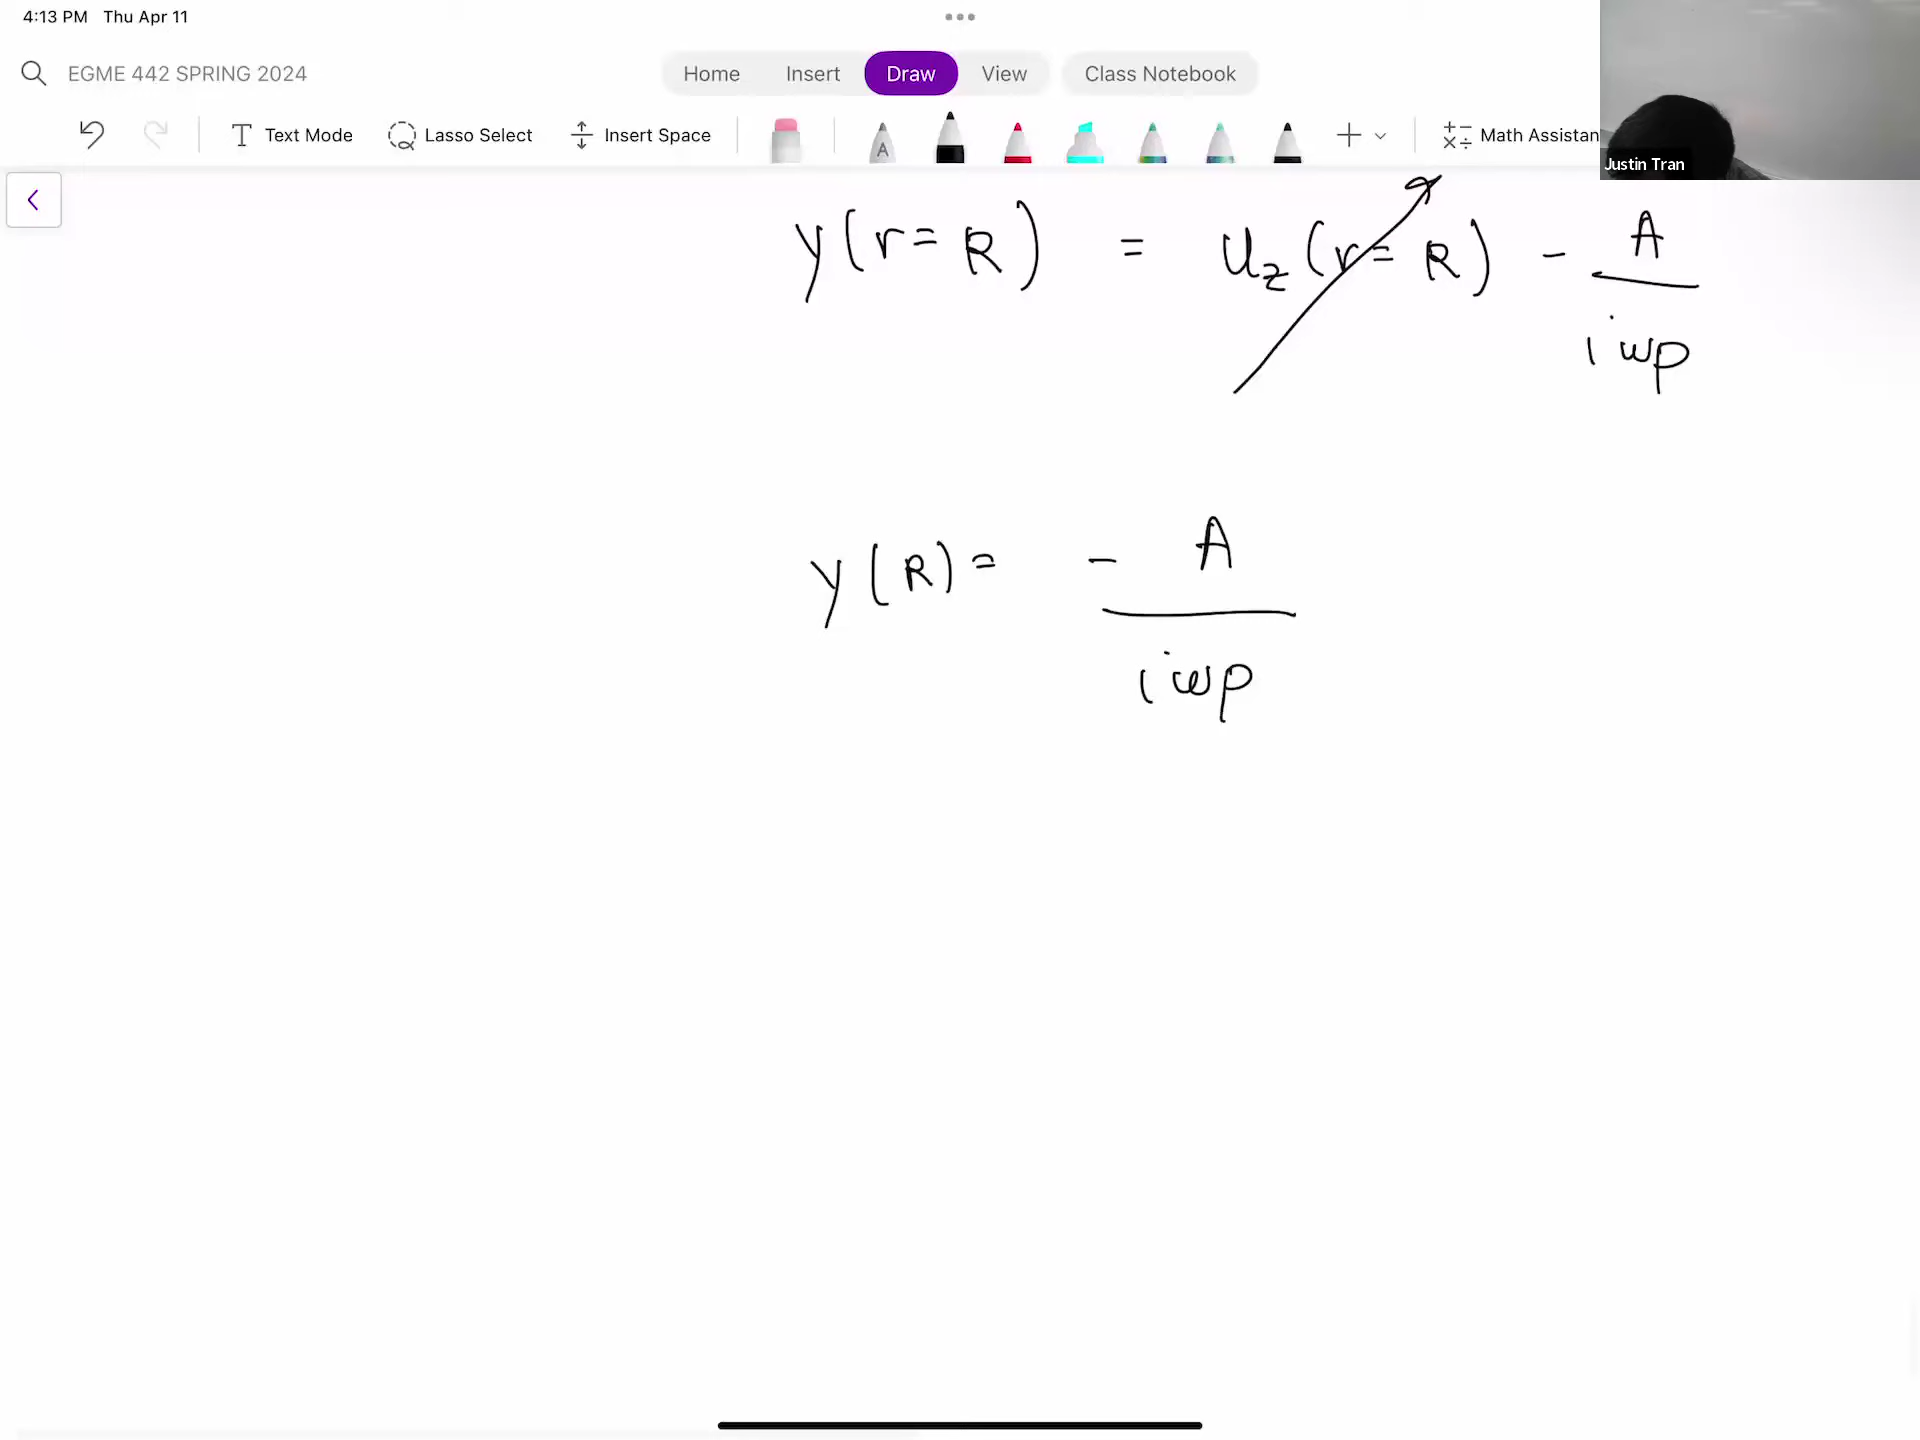 4:13 PM Thu Apr 11
EGME 442 SPRING 2024
Home Insert Draw View Class Notebook
Text Mode Lasso Select Insert Space A Math Assistan
Justin Tran
y(r = R) = u_z(r = R) - A / iωρ
y(R) = - A / iωρ